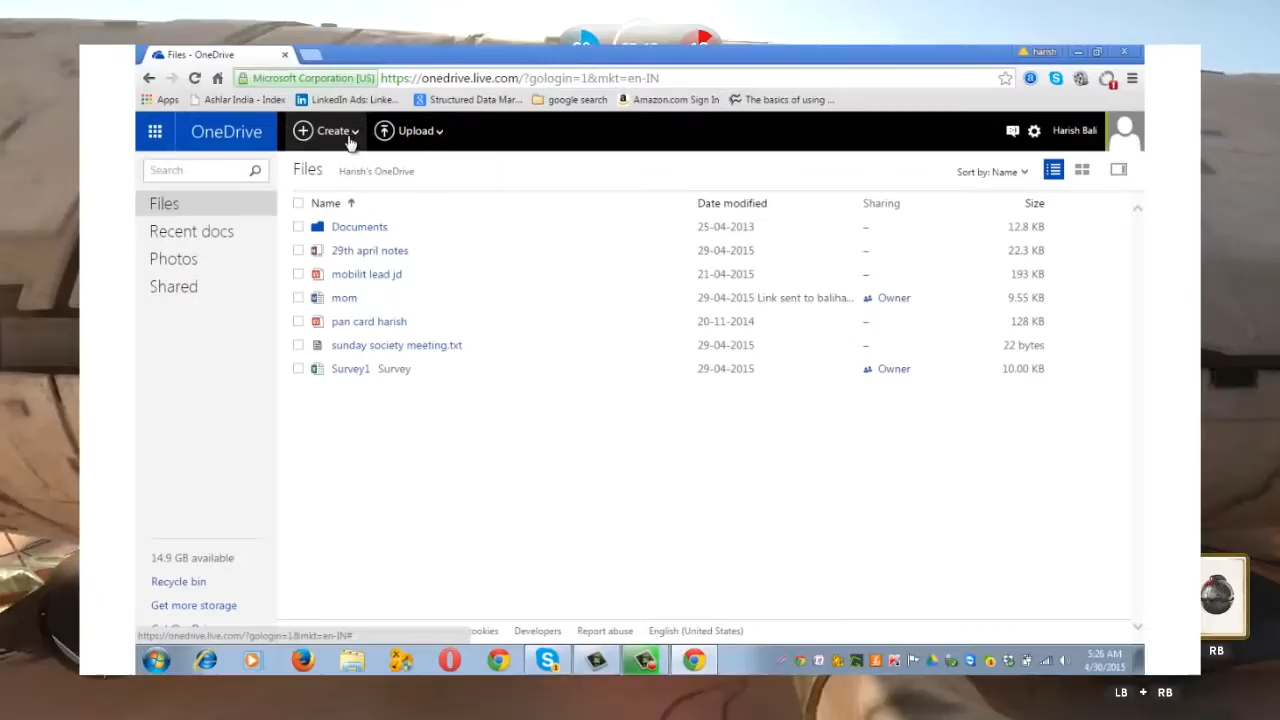 Files - OneDrive
harish
Microsoft Corporation [US] https://onedrive.live.com/?gologin=1&mkt=en-IN
Apps Ashlar India - Index LinkedIn Ads: Linke... Structured Data Mar... google search Amazon.com Sign In The basics of using ...
OneDrive Create Upload Harish Bali
Search Files Harish's OneDrive Sort by: Name
Files Name Date modified Sharing Size
Documents 25-04-2013 – 12.8 KB
Recent docs
29th april notes 29-04-2015 – 22.3 KB
Photos
mobilit lead jd 21-04-2015 – 193 KB
Shared
mom 29-04-2015 Link sent to baliha... Owner 9.55 KB
pan card harish 20-11-2014 – 128 KB
sunday society meeting.txt 29-04-2015 – 22 bytes
Survey1 Survey 29-04-2015 Owner 10.00 KB
14.9 GB available
Recycle bin
Get more storage
https://onedrive.live.com/?gologin=1&mkt=en-IN# ookies Developers Report abuse English (United States)
5:26 AM
4/30/2015
RB
LB + RB